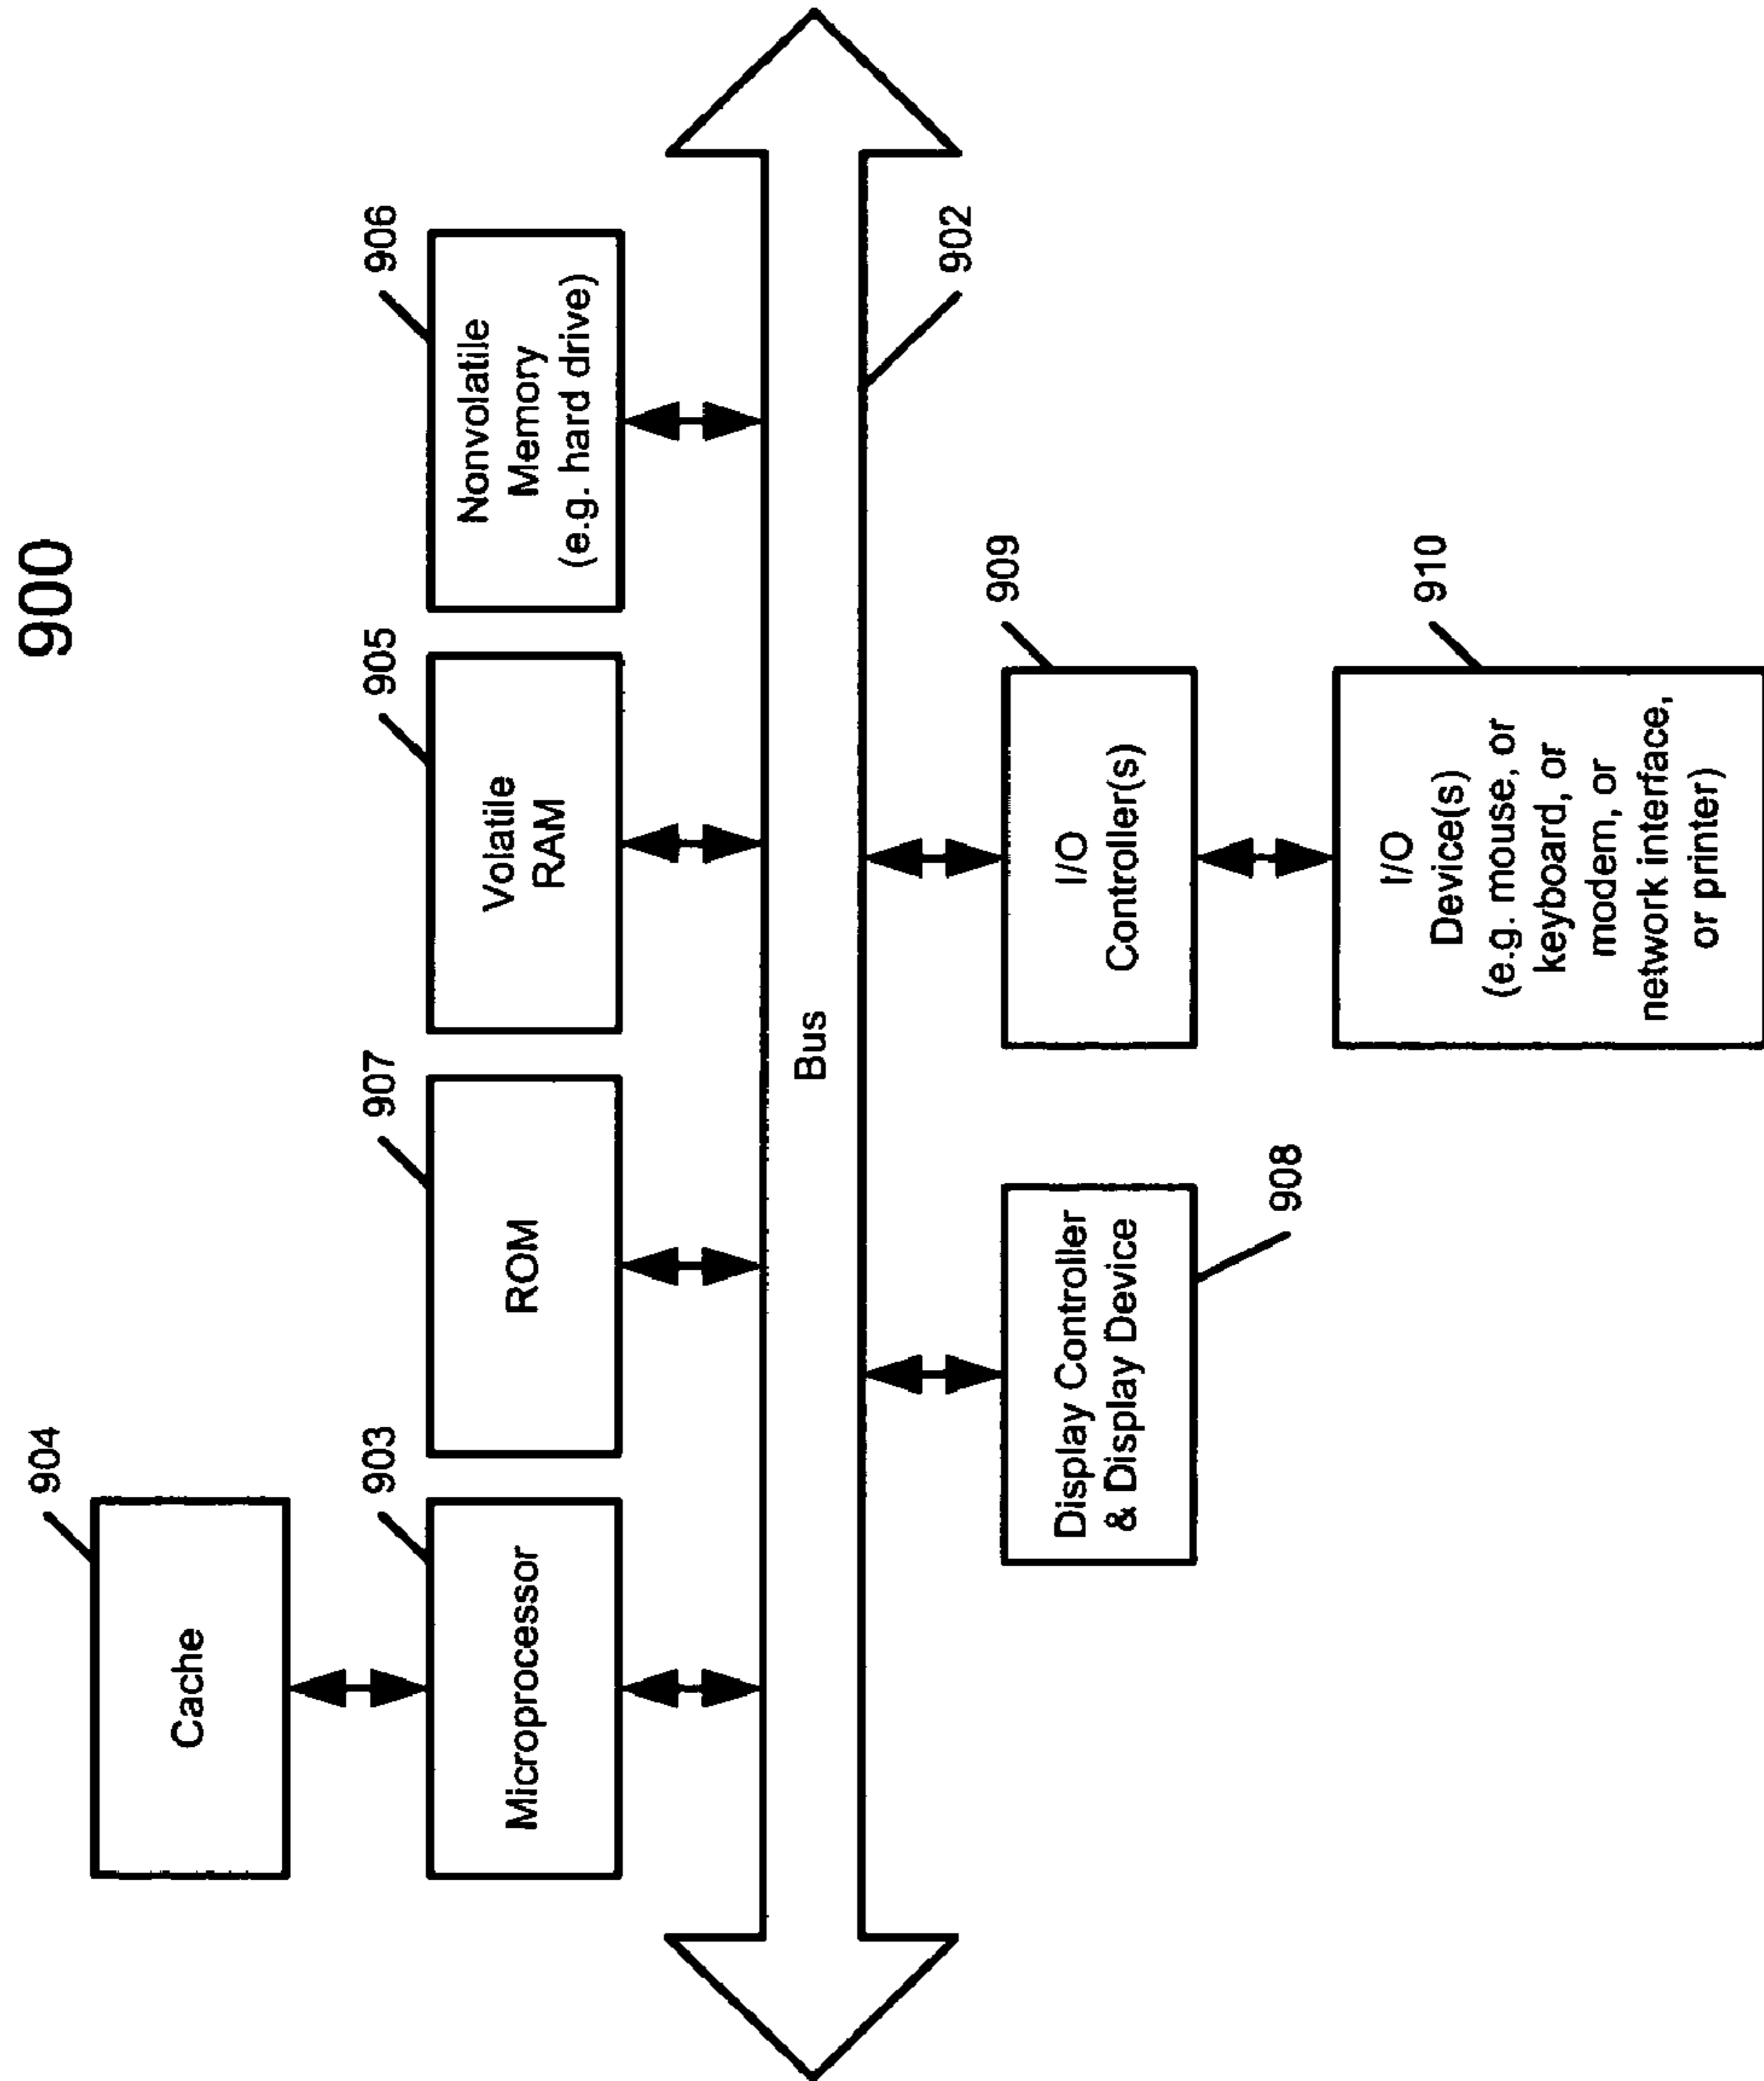 900
904
Cache
903
Microprocessor
907
ROM
905
Volatile
RAM
906
Nonvolatile
Memory
(e.g. hard drive)
Bus
902
Display Controller
& Display Device
908
909
I/O
Controller(s)
910
I/O
Device(s)
(e.g. mouse, or
keyboard, or
modem, or
network interface,
or printer)